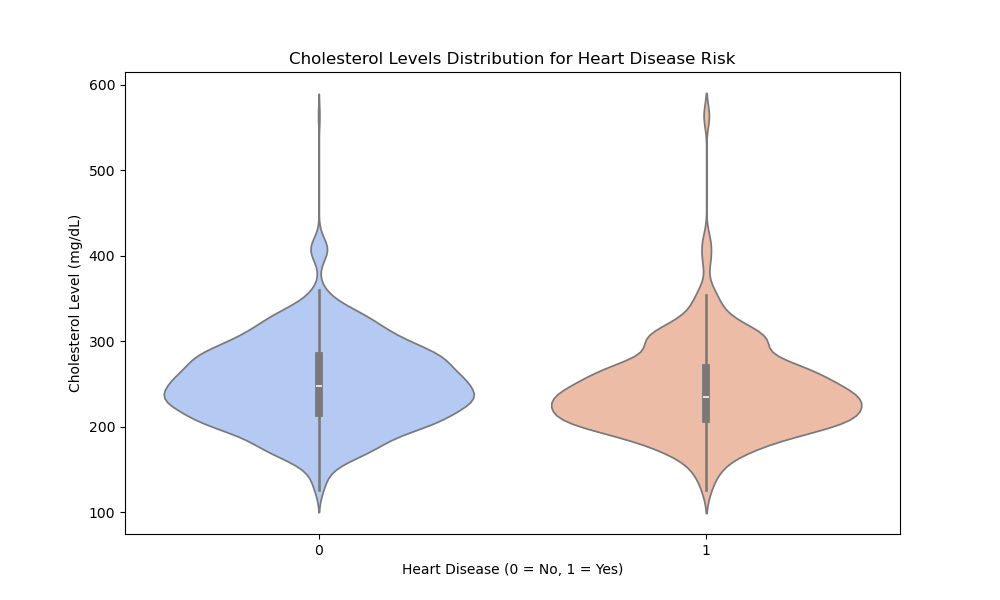 Cholesterol Levels Distribution for Heart Disease Risk
600
500
400
300
200
100
Cholesterol Level (mg/dL)
0 1
Heart Disease (0 = No, 1 = Yes)